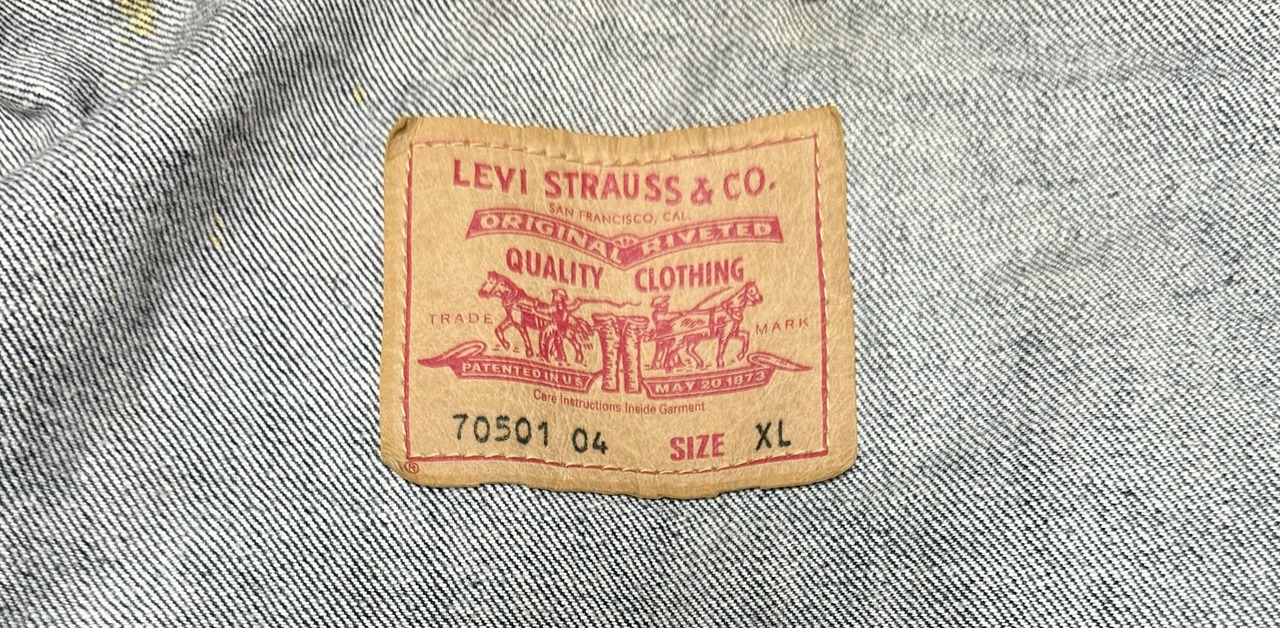 LEVI STRAUSS & CO.
SAN FRANCISCO, CAL.
ORIGINAL RIVETED
QUALITY CLOTHING
TRADE MARK
PATENTED IN U S MAY 20 1873
Care Instructions Inside Garment
70501 04 SIZE XL
®